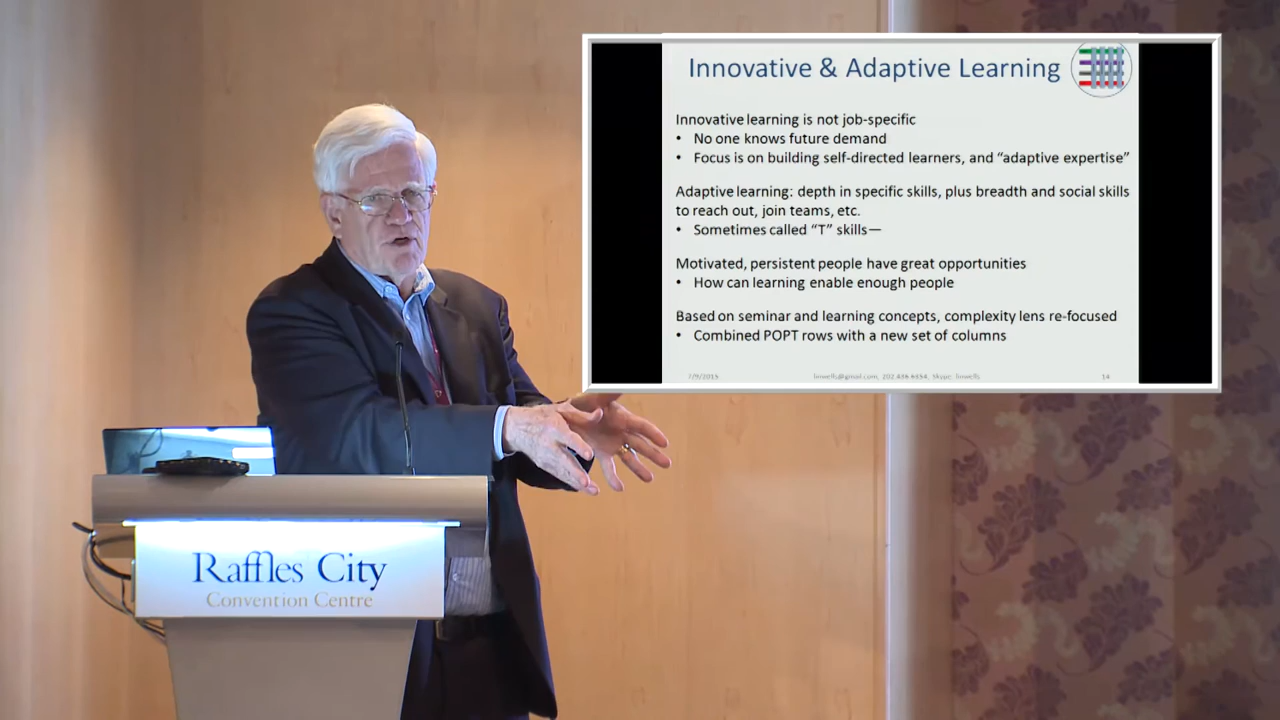 Innovative & Adaptive Learning
Innovative learning is not job-specific
• No one knows future demand
• Focus is on building self-directed learners, and “adaptive expertise”
Adaptive learning: depth in specific skills, plus breadth and social skills
to reach out, join teams, etc.
• Sometimes called “T” skills—
Motivated, persistent people have great opportunities
• How can learning enable enough people
Based on seminar and learning concepts, complexity lens re-focused
• Combined POPT rows with a new set of columns
7/9/2015
14
Raffles City
Convention Centre